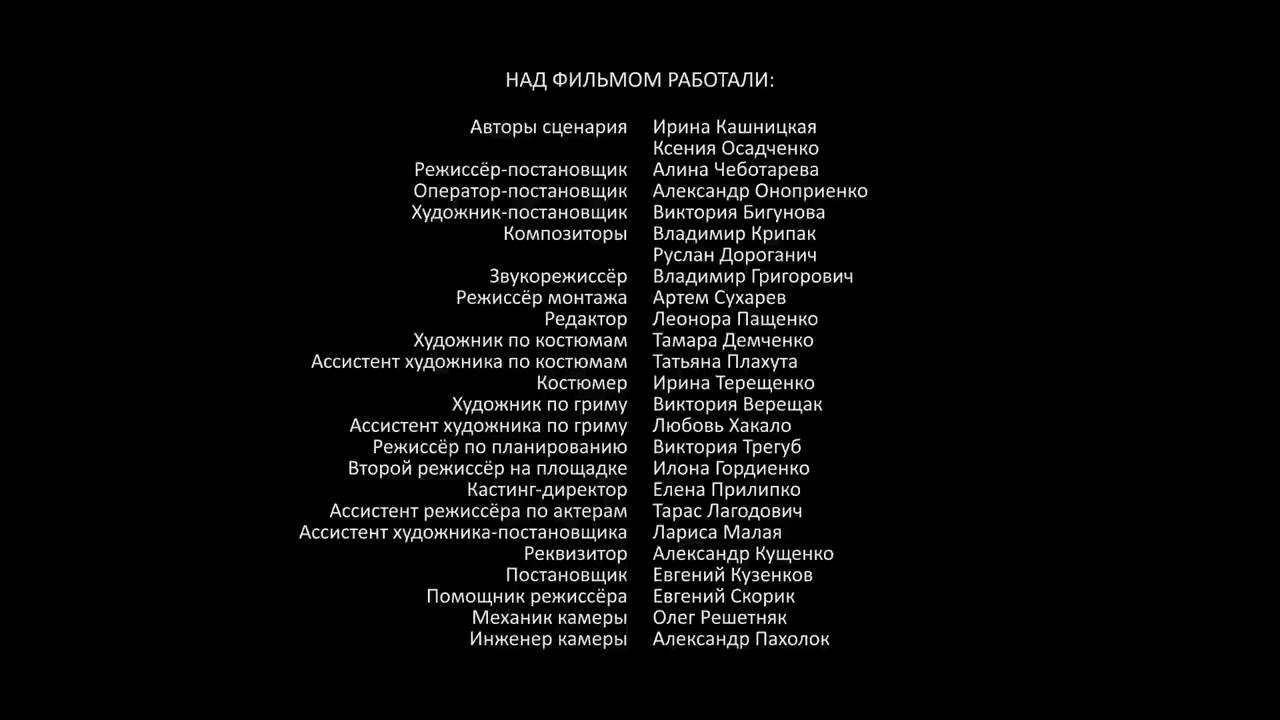 НАД ФИЛЬМОМ РАБОТАЛИ:
Авторы сценария Ирина Кашницкая
Ксения Осадченко
Режиссёр-постановщик Алина Чеботарева
Оператор-постановщик Александр Оноприенко
Художник-постановщик Виктория Бигунова
Композиторы Владимир Крипак
Руслан Дороганич
Звукорежиссёр Владимир Григорович
Режиссёр монтажа Артем Сухарев
Редактор Леонора Пащенко
Художник по костюмам Тамара Демченко
Ассистент художника по костюмам Татьяна Плахута
Костюмер Ирина Терещенко
Художник по гриму Виктория Верещак
Ассистент художника по гриму Любовь Хакало
Режиссёр по планированию Виктория Трегуб
Второй режиссёр на площадке Илона Гордиенко
Кастинг-директор Елена Прилипко
Ассистент режиссёра по актерам Тарас Лагодович
Ассистент художника-постановщика Лариса Малая
Реквизитор Александр Кущенко
Постановщик Евгений Кузенков
Помощник режиссёра Евгений Скорик
Механик камеры Олег Решетняк
Инженер камеры Александр Пахолок